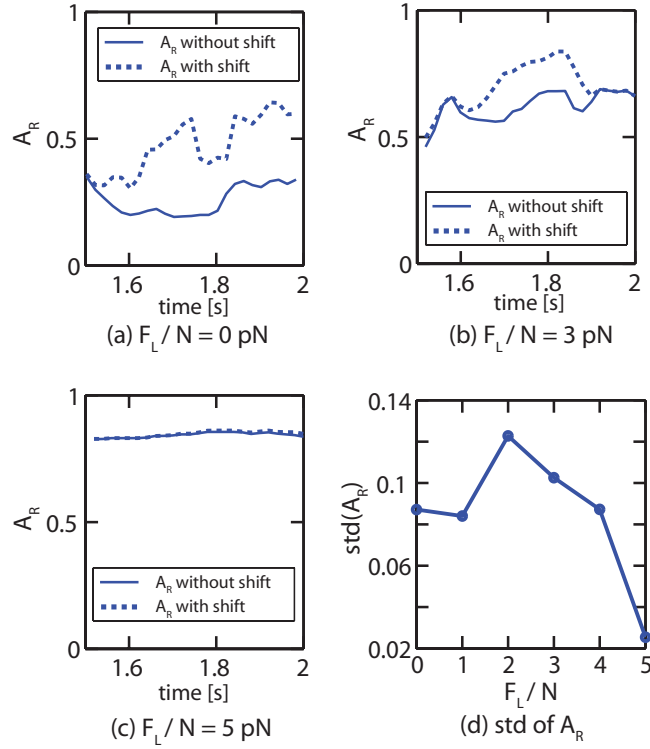 1
A_R without shift
A_R with shift
0.5
A_R
0
1.6
1.8
2
time [s]
(a) F_L / N = 0 pN
1
0.5
A_R
A_R without shift
A_R with shift
0
1.6
1.8
2
time [s]
(b) F_L / N = 3 pN
1
0.5
A_R
A_R without shift
A_R with shift
0
1.6
1.8
2
time [s]
(c) F_L / N = 5 pN
0.14
0.1
std(A_R)
0.06
0.02
0 1 2 3 4 5
F_L / N
(d) std of A_R